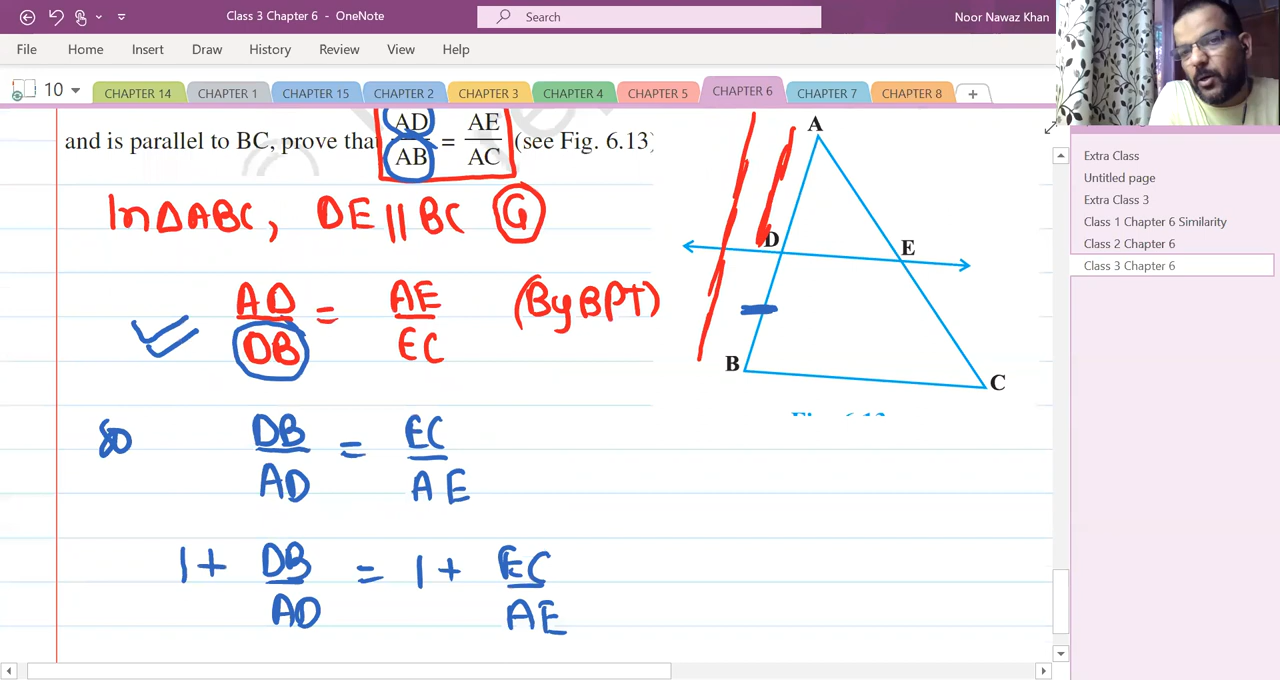 Class 3 Chapter 6 - OneNote
Search
Noor Nawaz Khan
File Home Insert Draw History Review View Help
10 CHAPTER 14 CHAPTER 1 CHAPTER 15 CHAPTER 2 CHAPTER 3 CHAPTER 4 CHAPTER 5 CHAPTER 6 CHAPTER 7 CHAPTER 8 +
and is parallel to BC, prove that AD/AB = AE/AC (see Fig. 6.13)
In ΔABC, DE || BC G
AD/DB = AE/EC (By BPT)
so DB/AD = EC/AE
1 + DB/AD = 1 + EC/AE
A
D
E
B
C
Fig. 6.13
Extra Class
Untitled page
Extra Class 3
Class 1 Chapter 6 Similarity
Class 2 Chapter 6
Class 3 Chapter 6